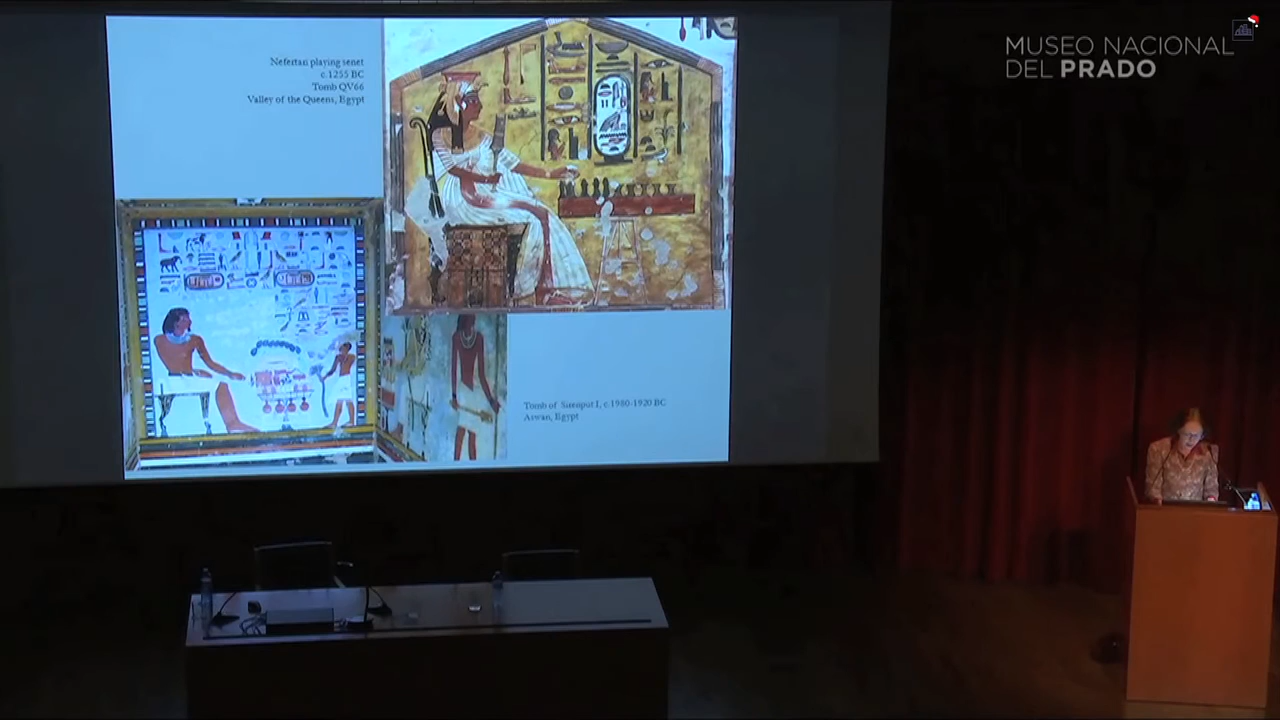 Nefertari playing senet
c.1255 BC
Tomb QV66
Valley of the Queens, Egypt
MUSEO NACIONAL
DEL PRADO
Tomb of Sirenput I, c.1980-1920 BC
Aswan, Egypt